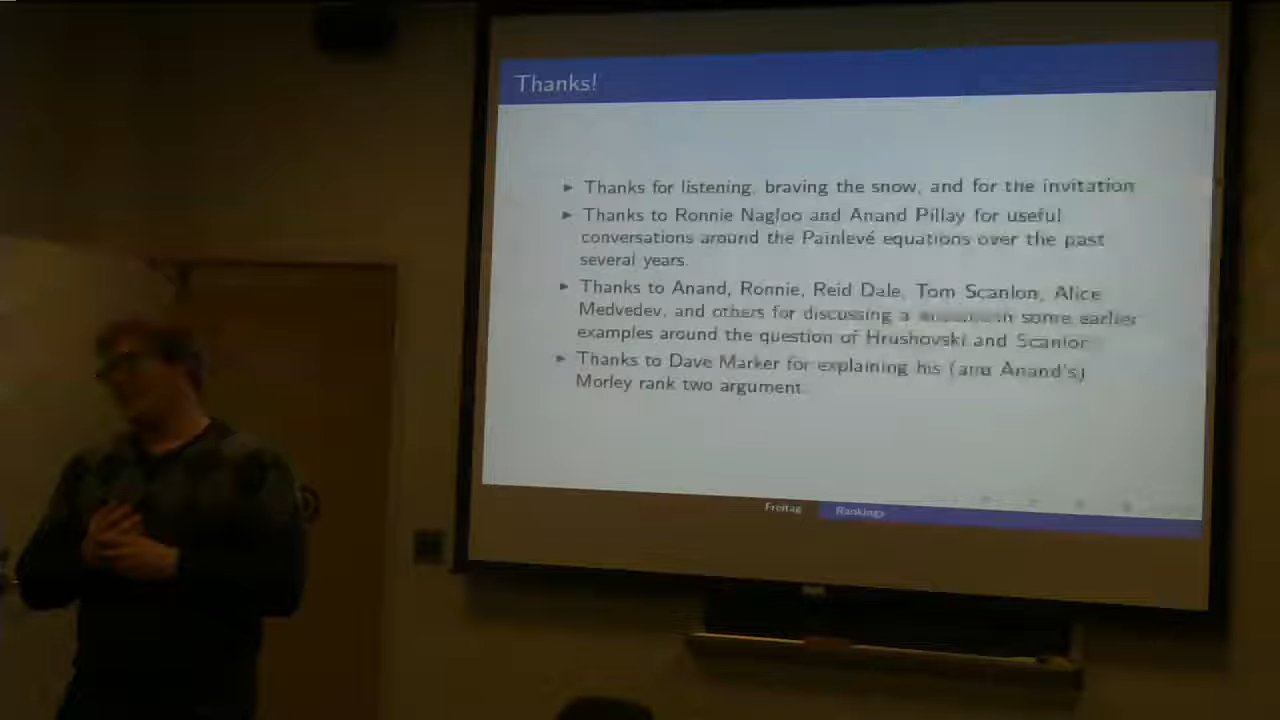 Thanks!
▶ Thanks for listening, braving the snow, and for the invitation
▶ Thanks to Ronnie Nagloo and Anand Pillay for useful
conversations around the Painlevé equations over the past
several years.
▶ Thanks to Anand, Ronnie, Reid Dale, Tom Scanlon, Alice
Medvedev, and others for discussing a some earlier
examples around the question of Hrushovski and Scanlon
▶ Thanks to Dave Marker for explaining his (and Anand's)
Morley rank two argument.
Freitag Rankings